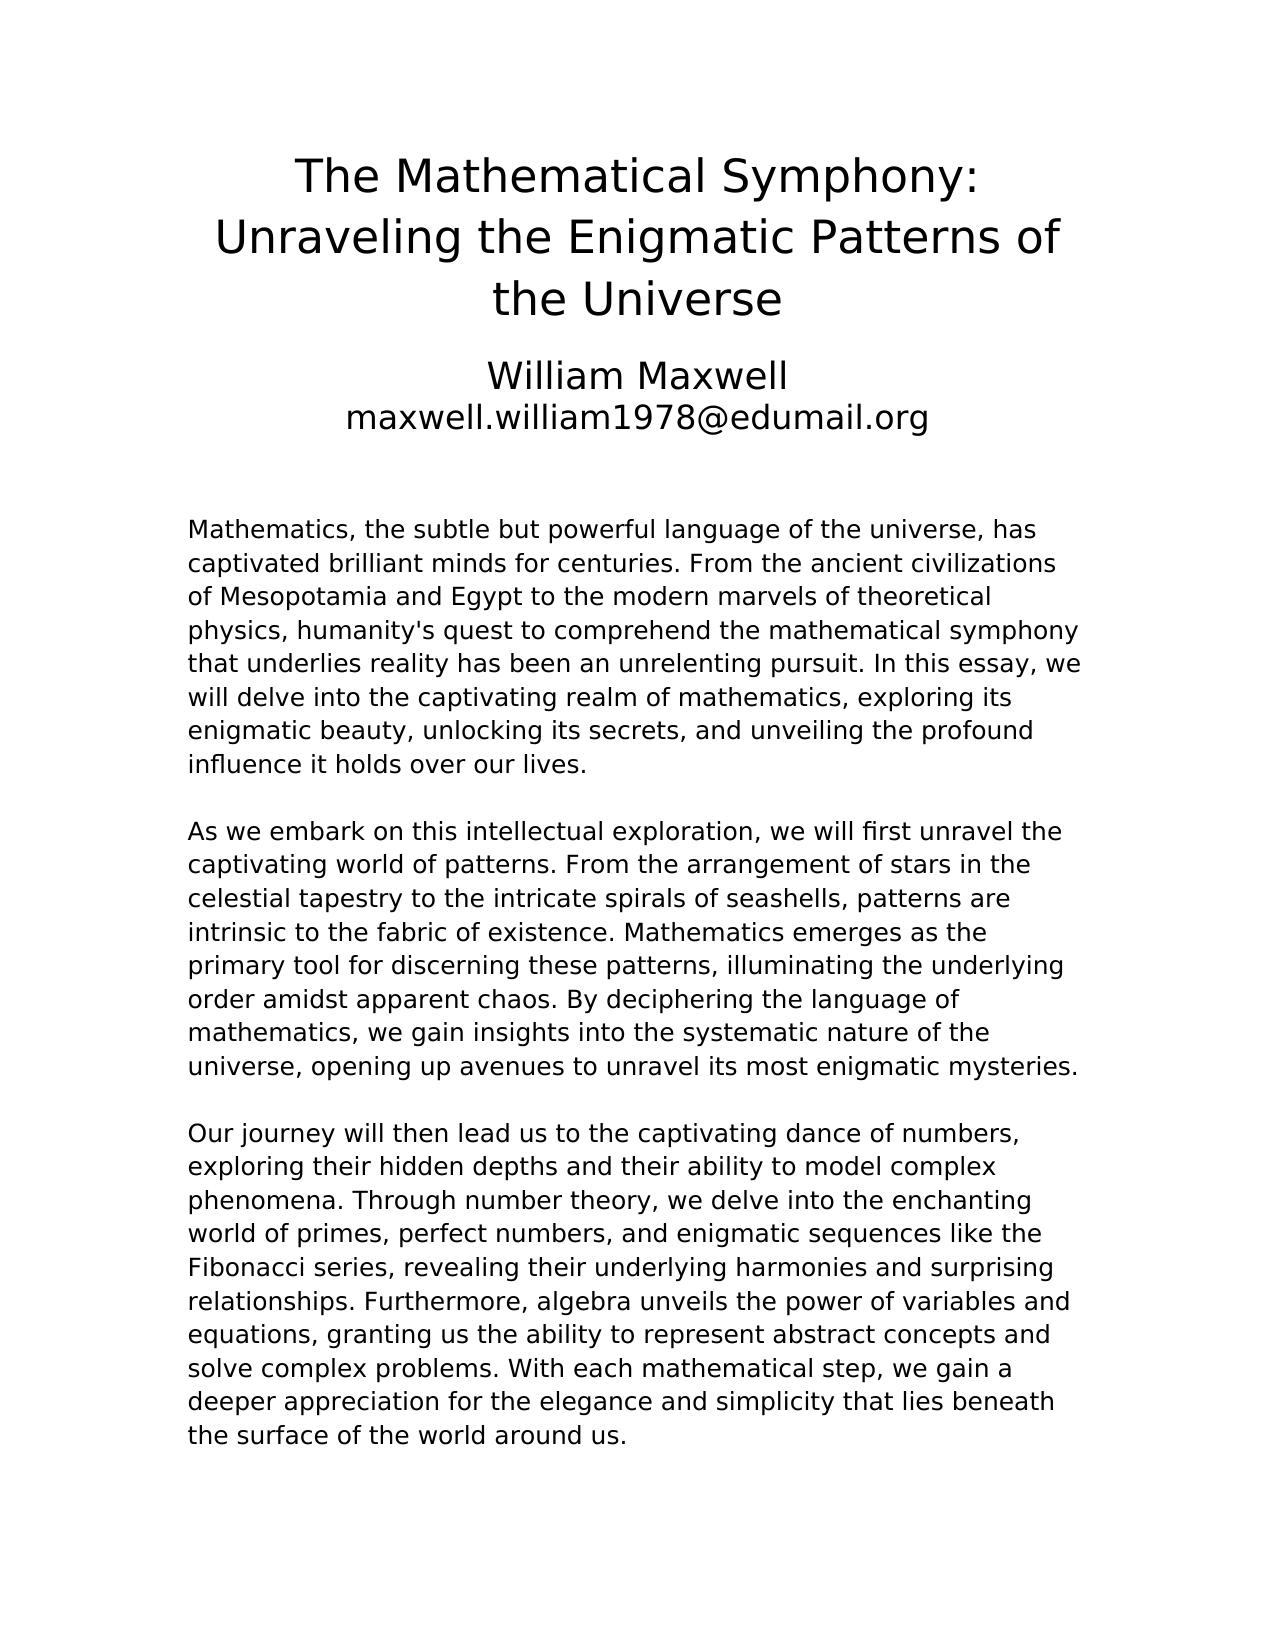 The Mathematical Symphony:
Unraveling the Enigmatic Patterns of
the Universe
William Maxwell
maxwell.william1978@edumail.org
Mathematics, the subtle but powerful language of the universe, has
captivated brilliant minds for centuries. From the ancient civilizations
of Mesopotamia and Egypt to the modern marvels of theoretical
physics, humanity's quest to comprehend the mathematical symphony
that underlies reality has been an unrelenting pursuit. In this essay, we
will delve into the captivating realm of mathematics, exploring its
enigmatic beauty, unlocking its secrets, and unveiling the profound
influence it holds over our lives.
As we embark on this intellectual exploration, we will first unravel the
captivating world of patterns. From the arrangement of stars in the
celestial tapestry to the intricate spirals of seashells, patterns are
intrinsic to the fabric of existence. Mathematics emerges as the
primary tool for discerning these patterns, illuminating the underlying
order amidst apparent chaos. By deciphering the language of
mathematics, we gain insights into the systematic nature of the
universe, opening up avenues to unravel its most enigmatic mysteries.
Our journey will then lead us to the captivating dance of numbers,
exploring their hidden depths and their ability to model complex
phenomena. Through number theory, we delve into the enchanting
world of primes, perfect numbers, and enigmatic sequences like the
Fibonacci series, revealing their underlying harmonies and surprising
relationships. Furthermore, algebra unveils the power of variables and
equations, granting us the ability to represent abstract concepts and
solve complex problems. With each mathematical step, we gain a
deeper appreciation for the elegance and simplicity that lies beneath
the surface of the world around us.